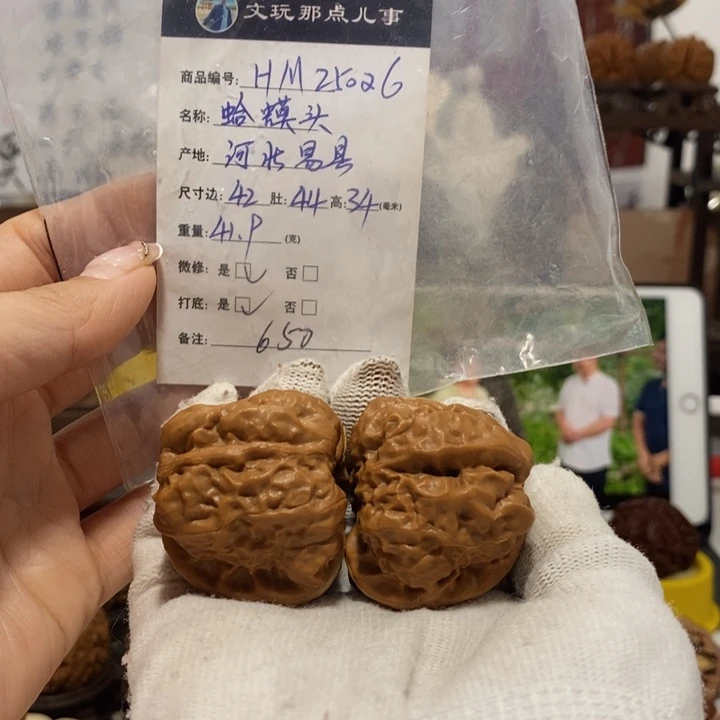 文玩那点儿事
商品编号: HM25026
名称: 蛤蟆头
产地: 河北易县
尺寸边: 42 肚: 44 高: 34 (毫米)
重量: 41.9 (克)
微修: 是☑ 否☐
打底: 是☑ 否☐
备注: 650